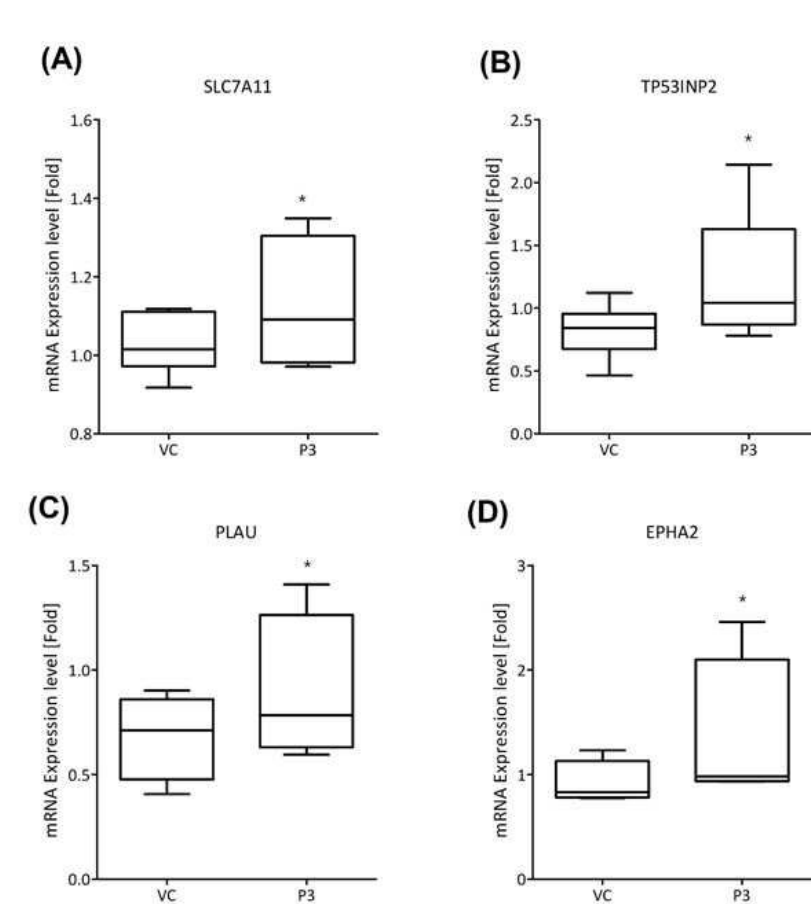 (A)
SLC7A11
mRNA Expression level [Fold]
1.6
1.4
*
1.2
1.0
0.8
VC
P3
(B)
TP53INP2
mRNA Expression level [Fold]
2.5
*
2.0
1.5
1.0
0.5
0.0
VC
P3
(C)
PLAU
mRNA Expression level [Fold]
1.5
*
1.0
0.5
0.0
VC
P3
(D)
EPHA2
mRNA Expression level [Fold]
3
*
2
1
0
VC
P3